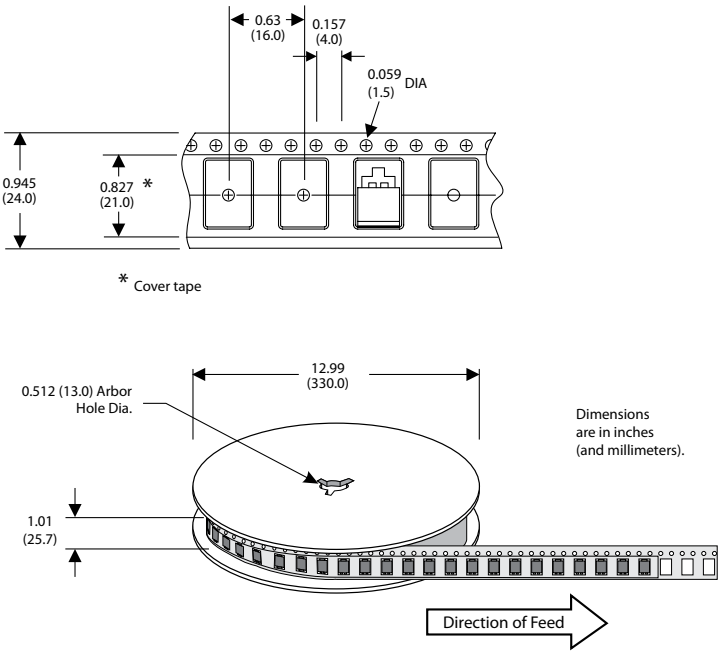 0.63
(16.0)
0.157
(4.0)
0.059
(1.5)
DIA
0.945
(24.0)
0.827
(21.0)
*
* Cover tape
12.99
(330.0)
0.512 (13.0) Arbor
Hole Dia.
Dimensions
are in inches
(and millimeters).
1.01
(25.7)
Direction of Feed